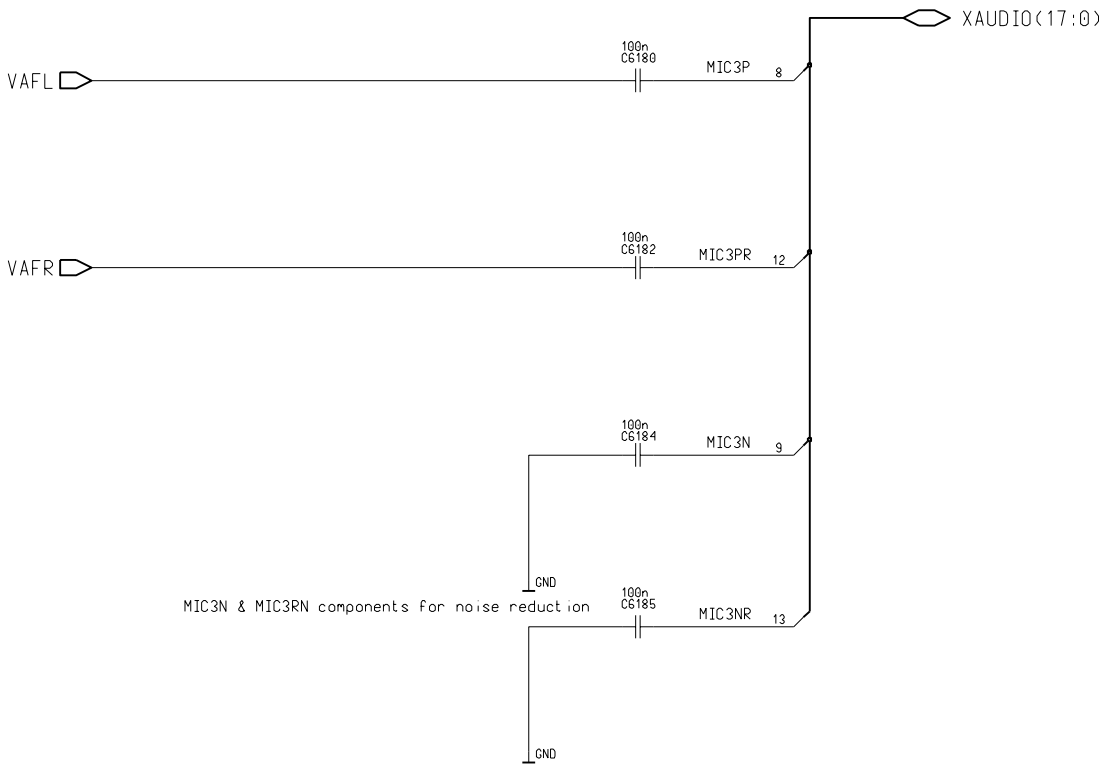 XAUDIO(17:0)
100n
C6180
VAFL
MIC3P
8
100n
C6182
VAFR
MIC3PR
12
100n
C6184
MIC3N
9
GND
MIC3N & MIC3RN components for noise reduction
100n
C6185
MIC3NR
13
GND